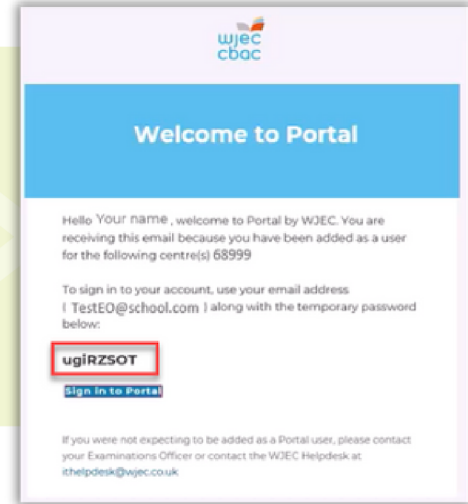 wjec
cbac
Welcome to Portal
Hello Your name , welcome to Portal by WJEC. You are
receiving this email because you have been added as a user
for the following centre(s) 68999
To sign in to your account, use your email address
( TestEO@school.com ) along with the temporary password
below:
ugiRZSOT
Sign in to Portal
If you were not expecting to be added as a Portal user, please contact
your Examinations Officer or contact the WJEC Helpdesk at
ithelpdesk@wjec.co.uk